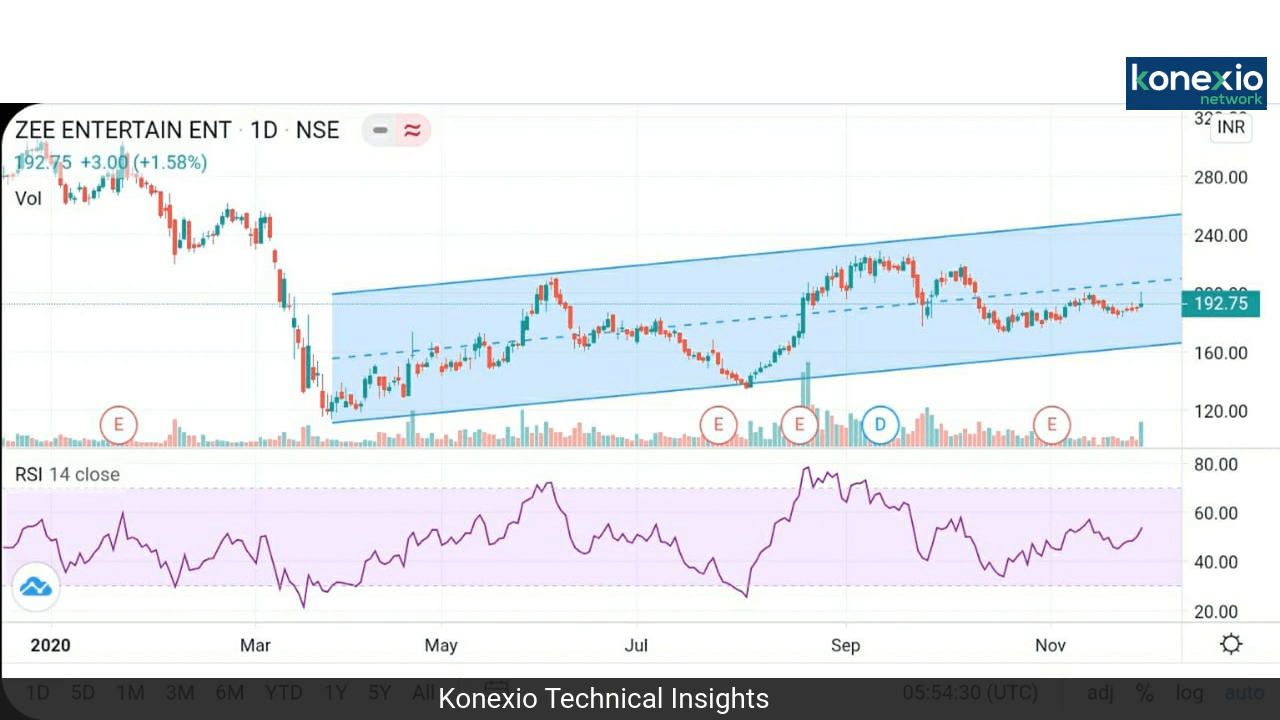 konexio
network
ZEE ENTERTAIN ENT · 1D · NSE
INR
192.75 +3.00 (+1.58%)
Vol
280.00
240.00
192.75
160.00
120.00
E
E
E
D
E
RSI 14 close
80.00
60.00
40.00
20.00
2020 Mar May Jul Sep Nov
1D 5D 1M 3M 6M YTD 1Y 5Y All 05:54:30 (UTC) adj % log auto
Konexio Technical Insights